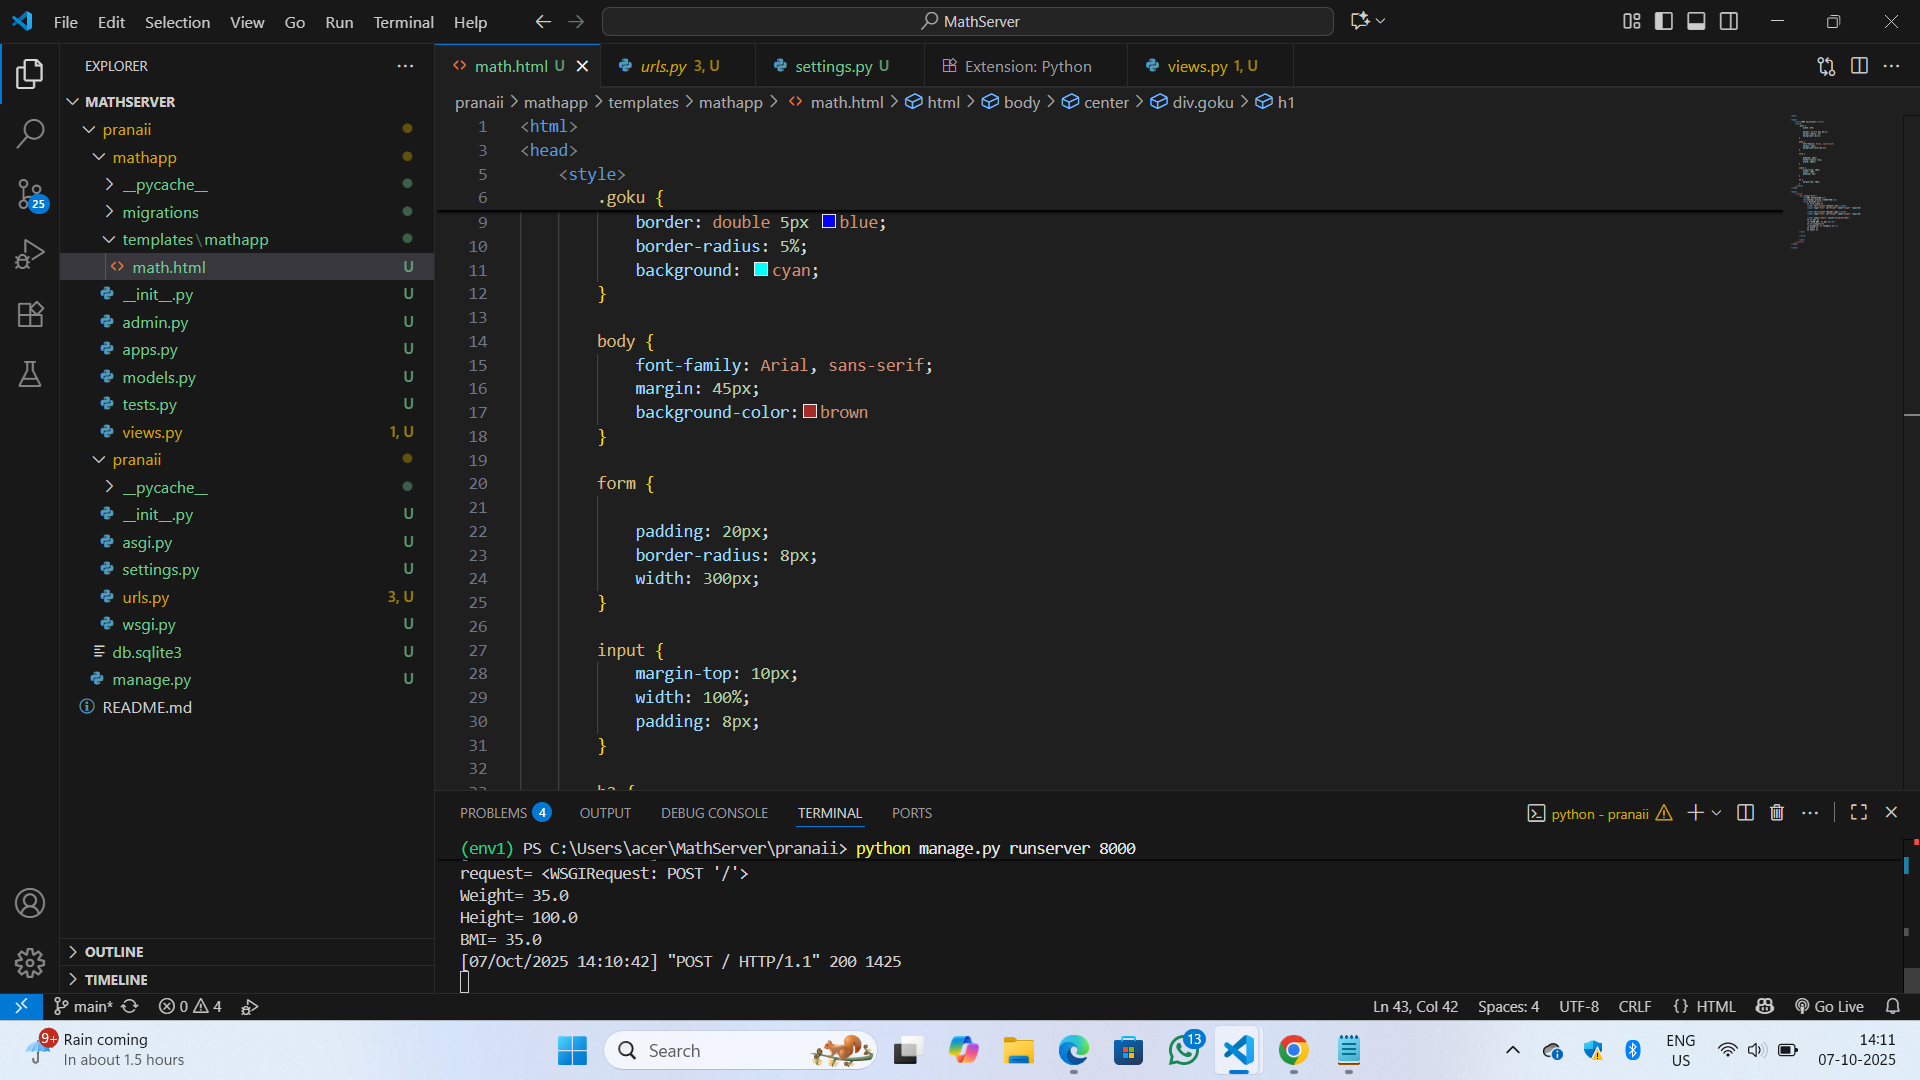 File Edit Selection View Go Run Terminal Help
MathServer
EXPLORER
MATHSERVER
pranaii
mathapp
__pycache__
migrations
templates\mathapp
math.html U
__init__.py U
admin.py U
apps.py U
models.py U
tests.py U
views.py 1, U
pranaii
__pycache__
__init__.py U
asgi.py U
settings.py U
urls.py 3, U
wsgi.py U
db.sqlite3 U
manage.py U
README.md
OUTLINE
TIMELINE
25
math.html U
urls.py 3, U
settings.py U
Extension: Python
views.py 1, U
pranaii > mathapp > templates > mathapp > math.html > html > body > center > div.goku > h1
1 <html>
3 <head>
5 <style>
6 .goku {
9 border: double 5px blue;
10 border-radius: 5%;
11 background: cyan;
12 }
13
14 body {
15 font-family: Arial, sans-serif;
16 margin: 45px;
17 background-color: brown
18 }
19
20 form {
21
22 padding: 20px;
23 border-radius: 8px;
24 width: 300px;
25 }
26
27 input {
28 margin-top: 10px;
29 width: 100%;
30 padding: 8px;
31 }
32
PROBLEMS 4 OUTPUT DEBUG CONSOLE TERMINAL PORTS
python - pranaii
(env1) PS C:\Users\acer\MathServer\pranaii> python manage.py runserver 8000
request= <WSGIRequest: POST '/'>
Weight= 35.0
Height= 100.0
BMI= 35.0
[07/Oct/2025 14:10:42] "POST / HTTP/1.1" 200 1425
main* 0 4
Ln 43, Col 42 Spaces: 4 UTF-8 CRLF {} HTML Go Live
9+ Rain coming
In about 1.5 hours
Search
13
ENG
US
14:11
07-10-2025